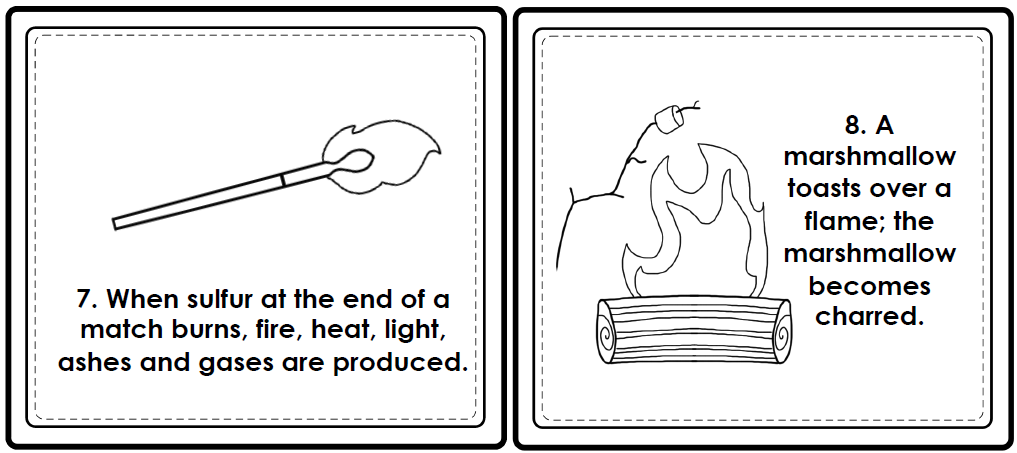 7. When sulfur at the end of a
match burns, fire, heat, light,
ashes and gases are produced.
8. A
marshmallow
toasts over a
flame; the
marshmallow
becomes
charred.